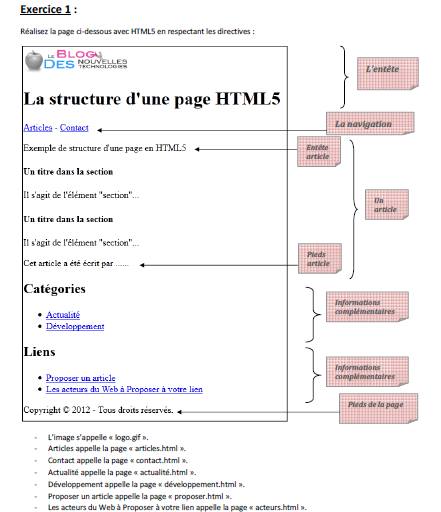 Exercice 1 :
Réalisez la page ci-dessous avec HTML5 en respectant les directives :
LE BLOG
DES NOUVELLES
TECHNOLOGIES
L'entête
La structure d'une page HTML5
Articles - Contact
La navigation
Exemple de structure d'une page en HTML5
Entête
article
Un titre dans la section
Il s'agit de l'élément "section"...
Un
article
Un titre dans la section
Il s'agit de l'élément "section"...
Cet article a été écrit par .......
Pieds
article
Catégories
Actualité
Développement
Informations
complémentaires
Liens
Proposer un article
Les acteurs du Web à Proposer à votre lien
Informations
complémentaires
Copyright © 2012 - Tous droits réservés.
Pieds de la page
- L'image s'appelle « logo.gif ».
- Articles appelle la page « articles.html ».
- Contact appelle la page « contact.html ».
- Actualité appelle la page « actualité.html ».
- Développement appelle la page « développement.html ».
- Proposer un article appelle la page « proposer.html ».
- Les acteurs du Web à Proposer à votre lien appelle la page « acteurs.html ».